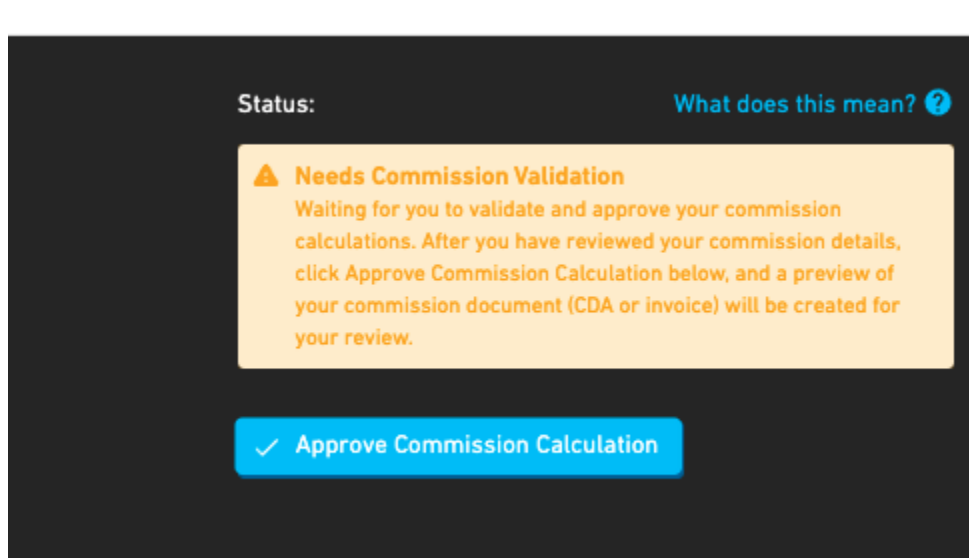 Status:
What does this mean? ?
Needs Commission Validation
Waiting for you to validate and approve your commission
calculations. After you have reviewed your commission details,
click Approve Commission Calculation below, and a preview of
your commission document (CDA or invoice) will be created for
your review.
Approve Commission Calculation